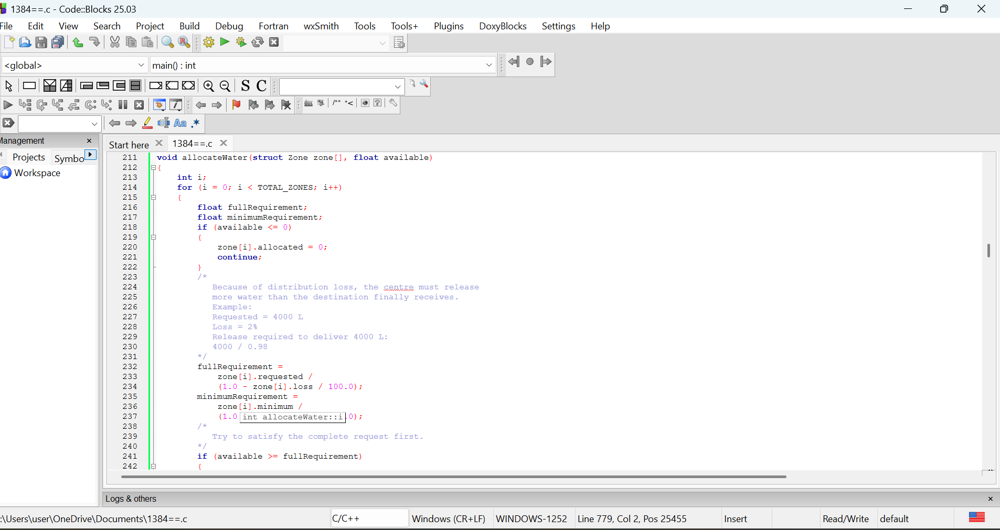 1384==.c - Code::Blocks 25.03
File Edit View Search Project Build Debug Fortran wxSmith Tools Tools+ Plugins DoxyBlocks Settings Help
<global> main() : int
S C
/** *<
Aa .*
Management
Projects Symbo
Workspace
Start here 1384==.c
211 void allocateWater(struct Zone zone[], float available)
212 {
213 int i;
214 for (i = 0; i < TOTAL_ZONES; i++)
215 {
216 float fullRequirement;
217 float minimumRequirement;
218 if (available <= 0)
219 {
220 zone[i].allocated = 0;
221 continue;
222 }
223 /*
224 Because of distribution loss, the centre must release
225 more water than the destination finally receives.
226 Example:
227 Requested = 4000 L
228 Loss = 2%
229 Release required to deliver 4000 L:
230 4000 / 0.98
231 */
232 fullRequirement =
233 zone[i].requested /
234 (1.0 - zone[i].loss / 100.0);
235 minimumRequirement =
236 zone[i].minimum /
237 (1.0 int allocateWater::i .0);
238 /*
239 Try to satisfy the complete request first.
240 */
241 if (available >= fullRequirement)
242 {
Logs & others
:\Users\user\OneDrive\Documents\1384==.c C/C++ Windows (CR+LF) WINDOWS-1252 Line 779, Col 2, Pos 25455 Insert Read/Write default